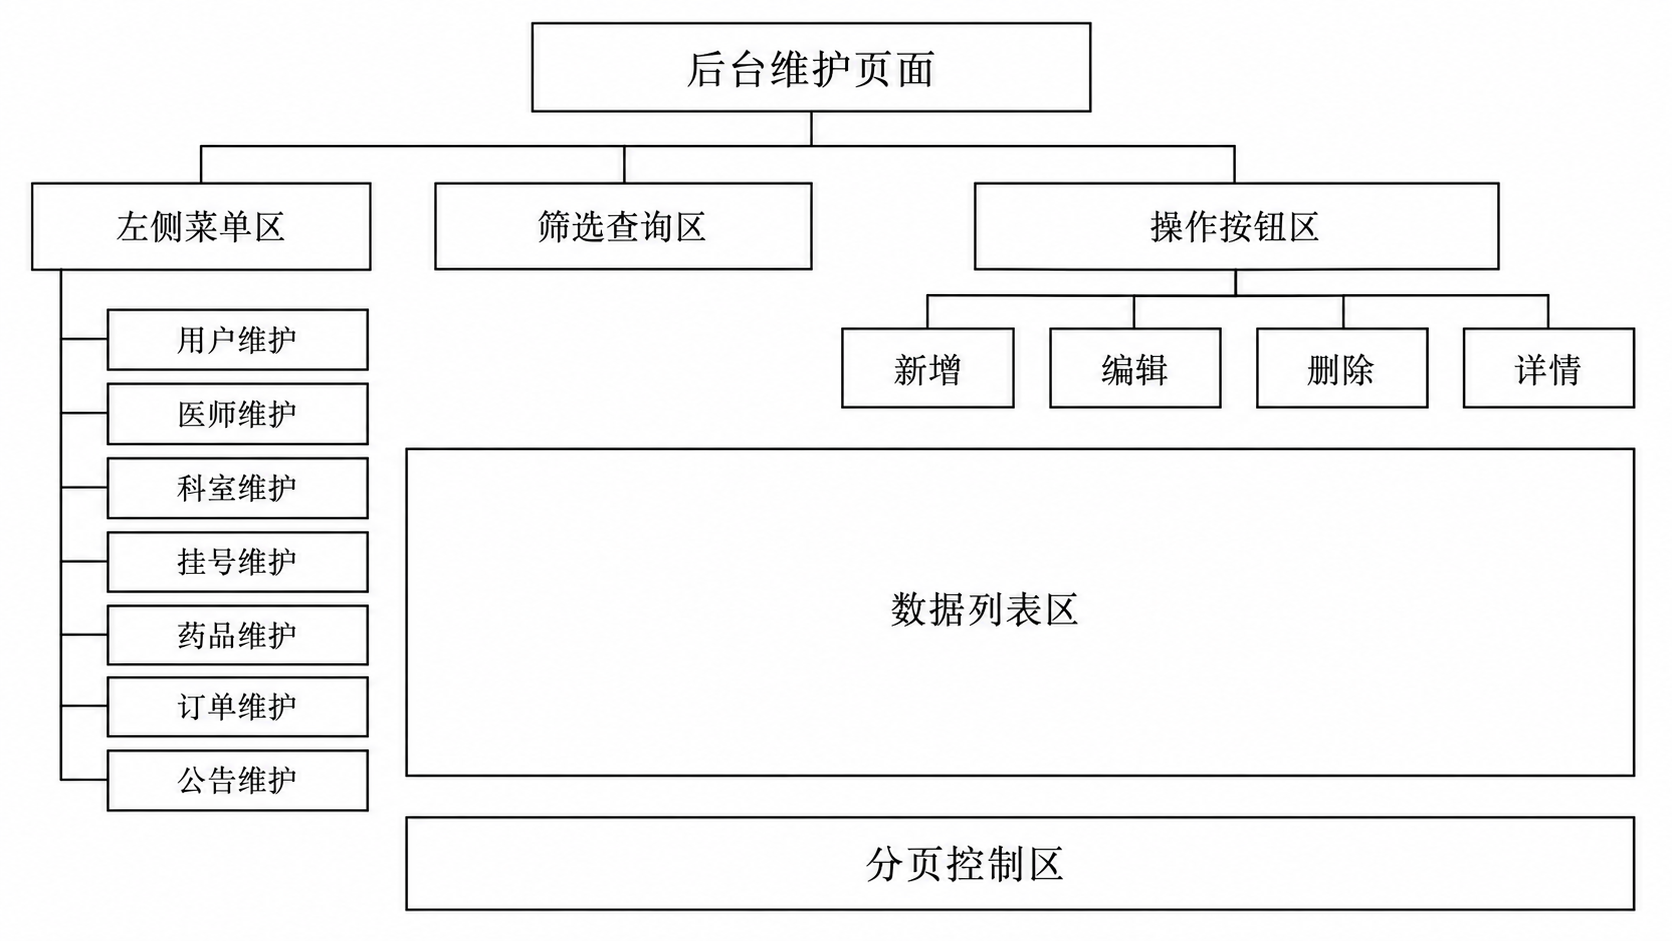 后台维护页面
左侧菜单区
筛选查询区
操作按钮区
用户维护
医师维护
科室维护
挂号维护
药品维护
订单维护
公告维护
新增
编辑
删除
详情
数据列表区
分页控制区